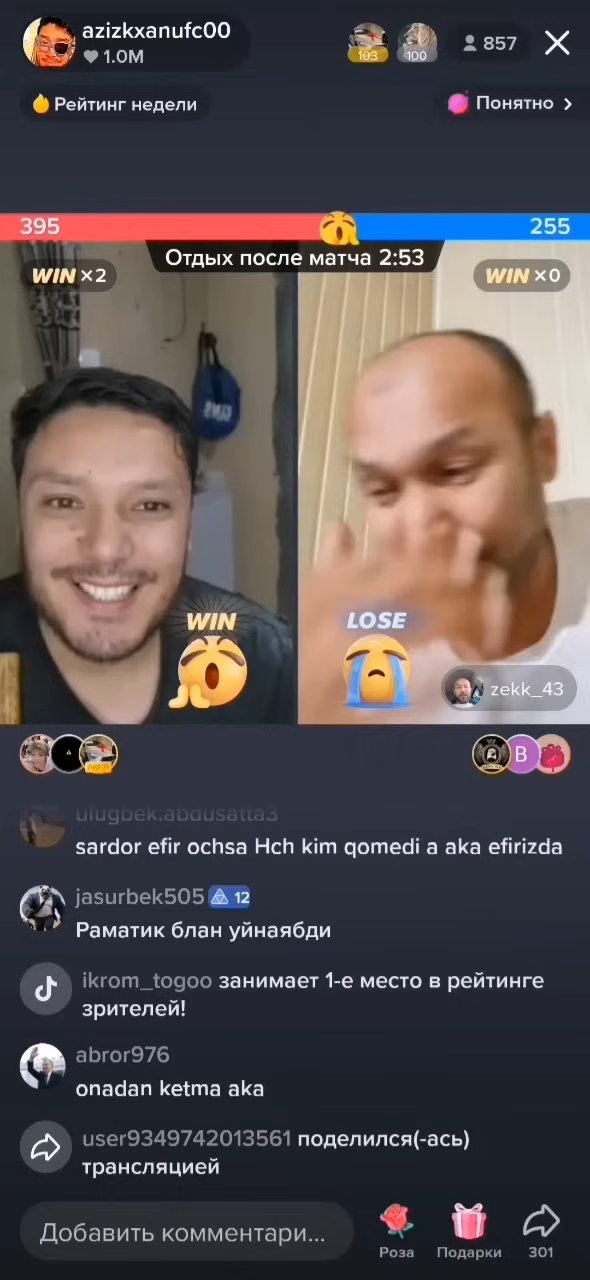 azizkxanufc00
1.0M
103
100
857
Рейтинг недели
Понятно
395
255
Отдых после матча 2:53
WIN ×2
WIN ×0
WIN
LOSE
zekk_43
B
ulugbek.abdusatta3
sardor efir ochsa Hch kim qomedi a aka efirizda
jasurbek505 12
Раматик блан уйнаябди
ikrom_togoo занимает 1-е место в рейтинге
зрителей!
abror976
onadan ketma aka
user9349742013561 поделился(-ась)
трансляцией
Добавить комментари...
Роза
Подарки
301